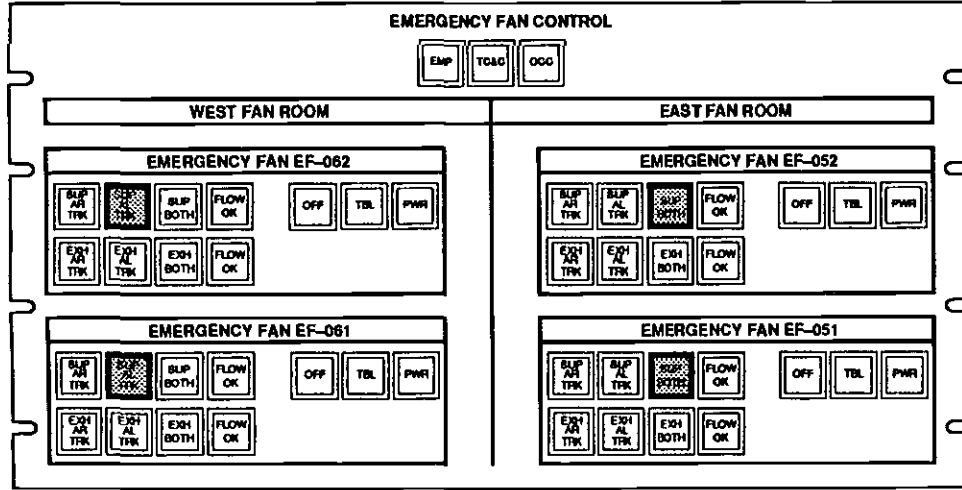 EMERGENCY FAN CONTROL
EMP TC&C OCC
WEST FAN ROOM EAST FAN ROOM
EMERGENCY FAN EF-062
SUP AR TRK
SUP BOTH
FLOW OK
OFF TBL PWR
EXH AR TRK
EXH AL TRK
EXH BOTH
FLOW OK
EMERGENCY FAN EF-052
SUP AR TRK
SUP AL TRK
SUP BOTH
FLOW OK
OFF TBL PWR
EXH AR TRK
EXH AL TRK
EXH BOTH
FLOW OK
EMERGENCY FAN EF-061
SUP AR TRK
SUP AL TRK
SUP BOTH
FLOW OK
OFF TBL PWR
EXH AR TRK
EXH AL TRK
EXH BOTH
FLOW OK
EMERGENCY FAN EF-051
SUP AR TRK
SUP AL TRK
SUP BOTH
FLOW OK
OFF TBL PWR
EXH AR TRK
EXH AL TRK
EXH BOTH
FLOW OK